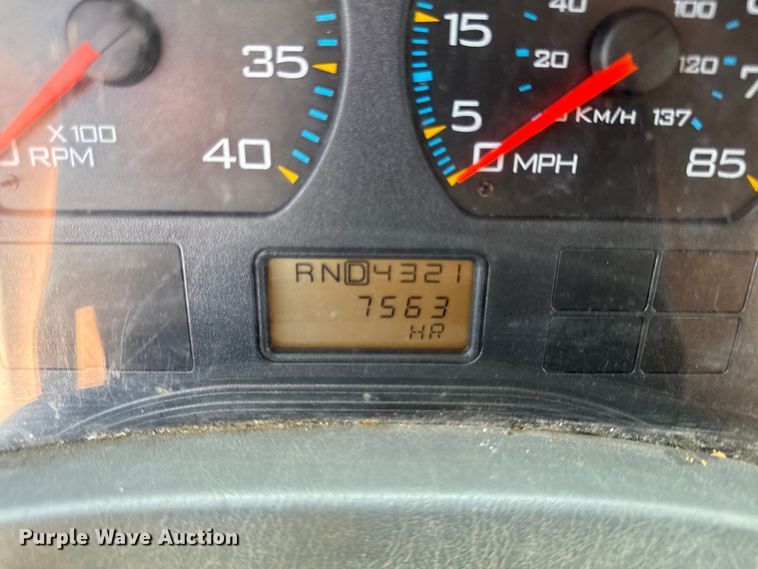 40 100
15
35 20 120
X100 5 KM/H 137
RPM 40 0 MPH 85
RND4321
7563
HR
Purple Wave Auction®